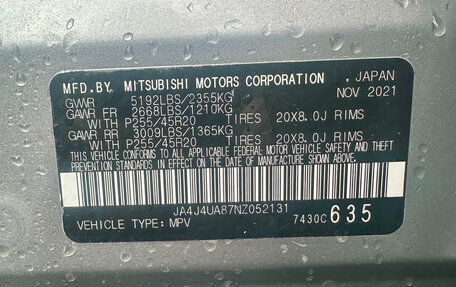 MFD.BY MITSUBISHI MOTORS CORPORATION . JAPAN
GVWR 5192LBS/2355KG NOV 2021
GAWR FR 2668LBS/1210KG
WITH P255/45R20 TIRES 20X8.0J RIMS
GAWR RR 3009LBS/1365KG
WITH P255/45R20 TIRES 20X8.0J RIMS
THIS VEHICLE CONFORMS TO ALL APPLICABLE FEDERAL MOTOR VEHICLE SAFETY AND THEFT
PREVENTION STANDARDS IN EFFECT ON THE DATE OF MANUFACTURE SHOWN ABOVE.
JA4J4UA87NZ052131
VEHICLE TYPE: MPV 7430C 635